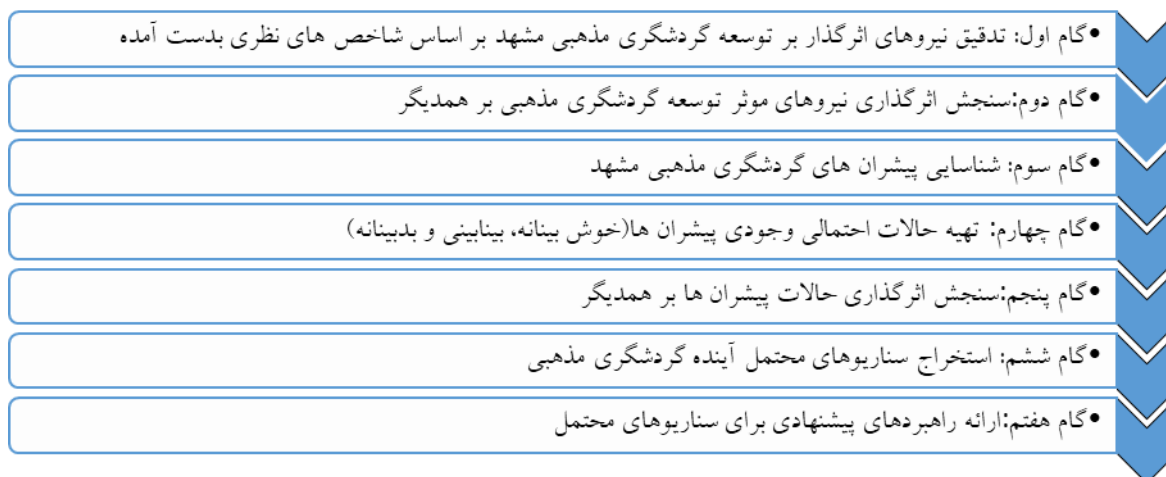 •گام اول: تدقیق نیروهای اثرگذار بر توسعه گردشگری مذهبی مشهد بر اساس شاخص های نظری بدست آمده
•گام دوم:سنجش اثرگذاری نیروهای موثر توسعه گردشگری مذهبی بر همدیگر
•گام سوم: شناسایی پیشران های گردشگری مذهبی مشهد
•گام چهارم: تهیه حالات احتمالی وجودی پیشران ها(خوش بینانه، بینابینی و بدبینانه)
•گام پنجم:سنجش اثرگذاری حالات پیشران ها بر همدیگر
•گام ششم: استخراج سناریوهای محتمل آینده گردشگری مذهبی
•گام هفتم:ارائه راهبردهای پیشنهادی برای سناریوهای محتمل